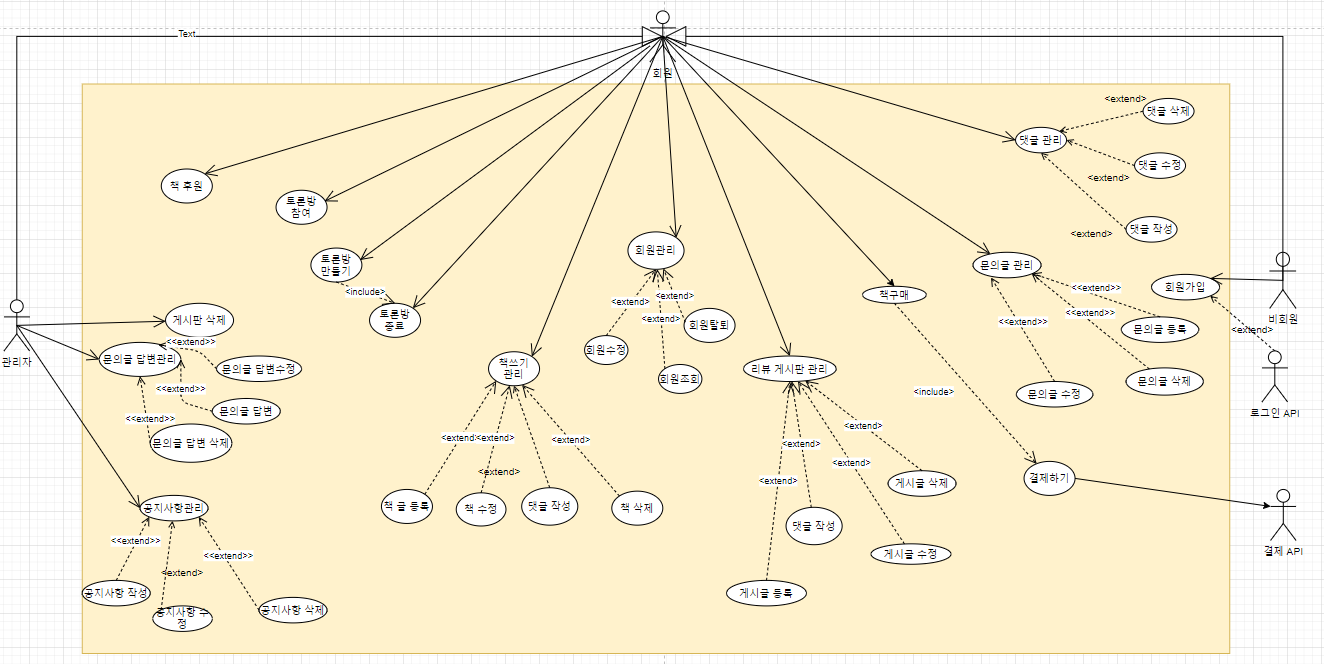 Text
회원
<extend>
댓글 삭제
댓글 관리
댓글 수정
<extend>
책 후원
토론방
참여
댓글 작성
<extend>
회원관리
토론방
만들기
문의글 관리
회원가입
<include>
<extend>
<extend>
책구매
<<extend>>
토론방
종료
<extend>
<<extend>>
<<extend>>
문의글 등록
비회원
<extend>
게시판 삭제
회원탈퇴
<<extend>>
관리자
문의글 답변관리
문의글 답변수정
회원수정
책쓰기
관리
회원조회
리뷰 게시판 관리
문의글 삭제
문의글 수정
<<extend>>
<include>
로그인 API
문의글 답변
<<extend>>
문의글 답변 삭제
<extend>
<extend>
<extend>
<extend>
<extend>
<extend>
<extend>
<extend>
결제하기
게시글 삭제
책 글 등록
책 수정
댓글 작성
책 삭제
공지사항관리
댓글 작성
결제 API
<<extend>>
<<extend>>
<extend>
게시글 수정
공지사항 작성
게시글 등록
공지사항 수
정
공지사항 삭제